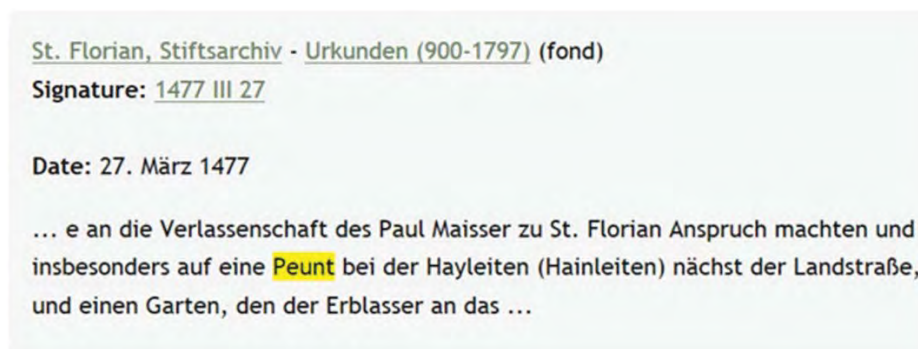 St. Florian, Stiftsarchiv - Urkunden (900-1797) (fond)
Signature: 1477 III 27
Date: 27. März 1477
... e an die Verlassenschaft des Paul Maisser zu St. Florian Anspruch machten und
insbesonders auf eine Peunt bei der Hayleiten (Hainleiten) nächst der Landstraße,
und einen Garten, den der Erblasser an das ...